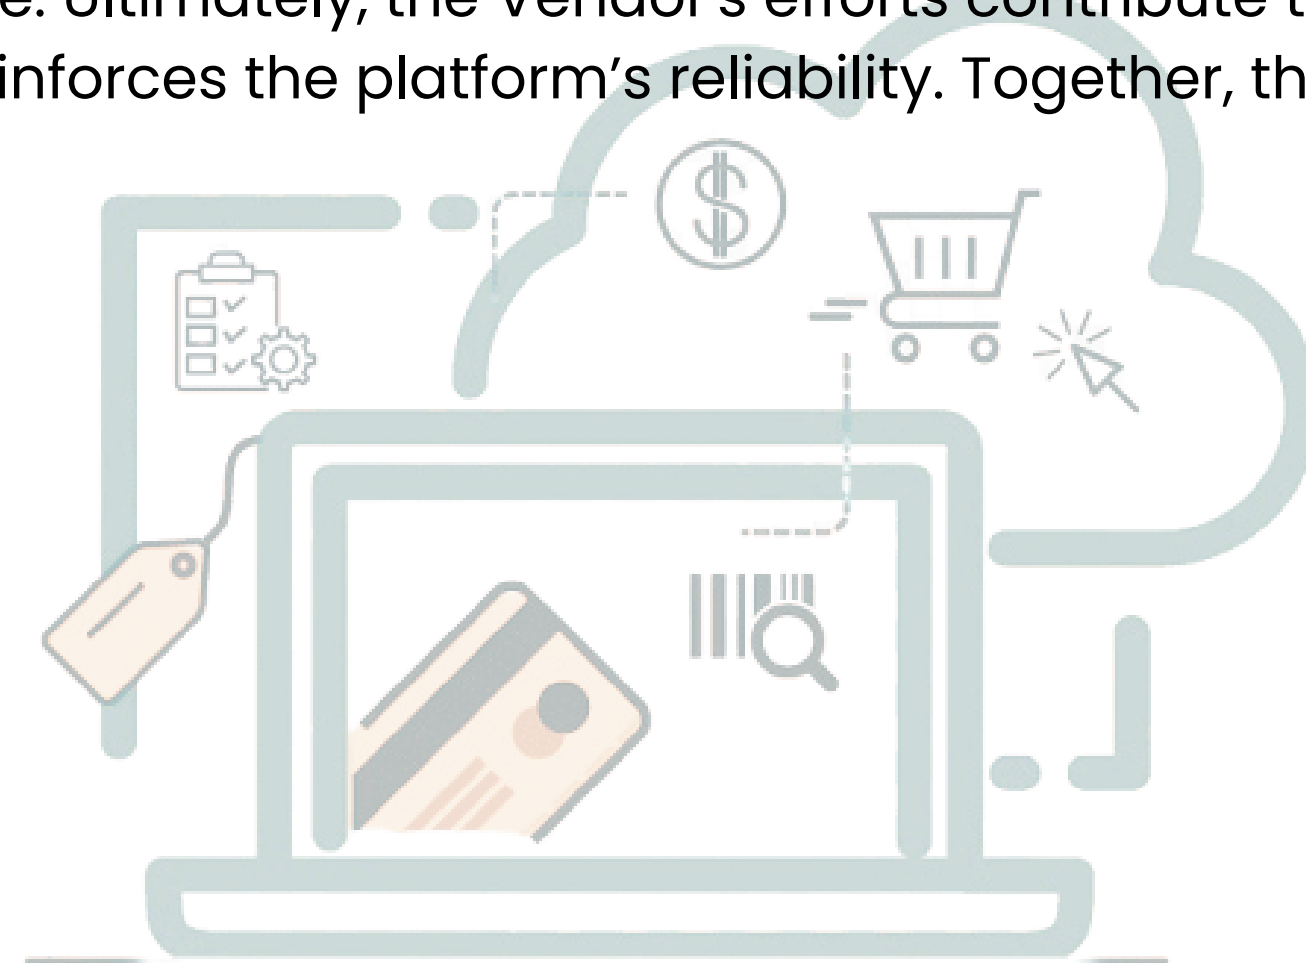 e. Ultimately, the Vendor's efforts contribute t
inforces the platform’s reliability. Together, th